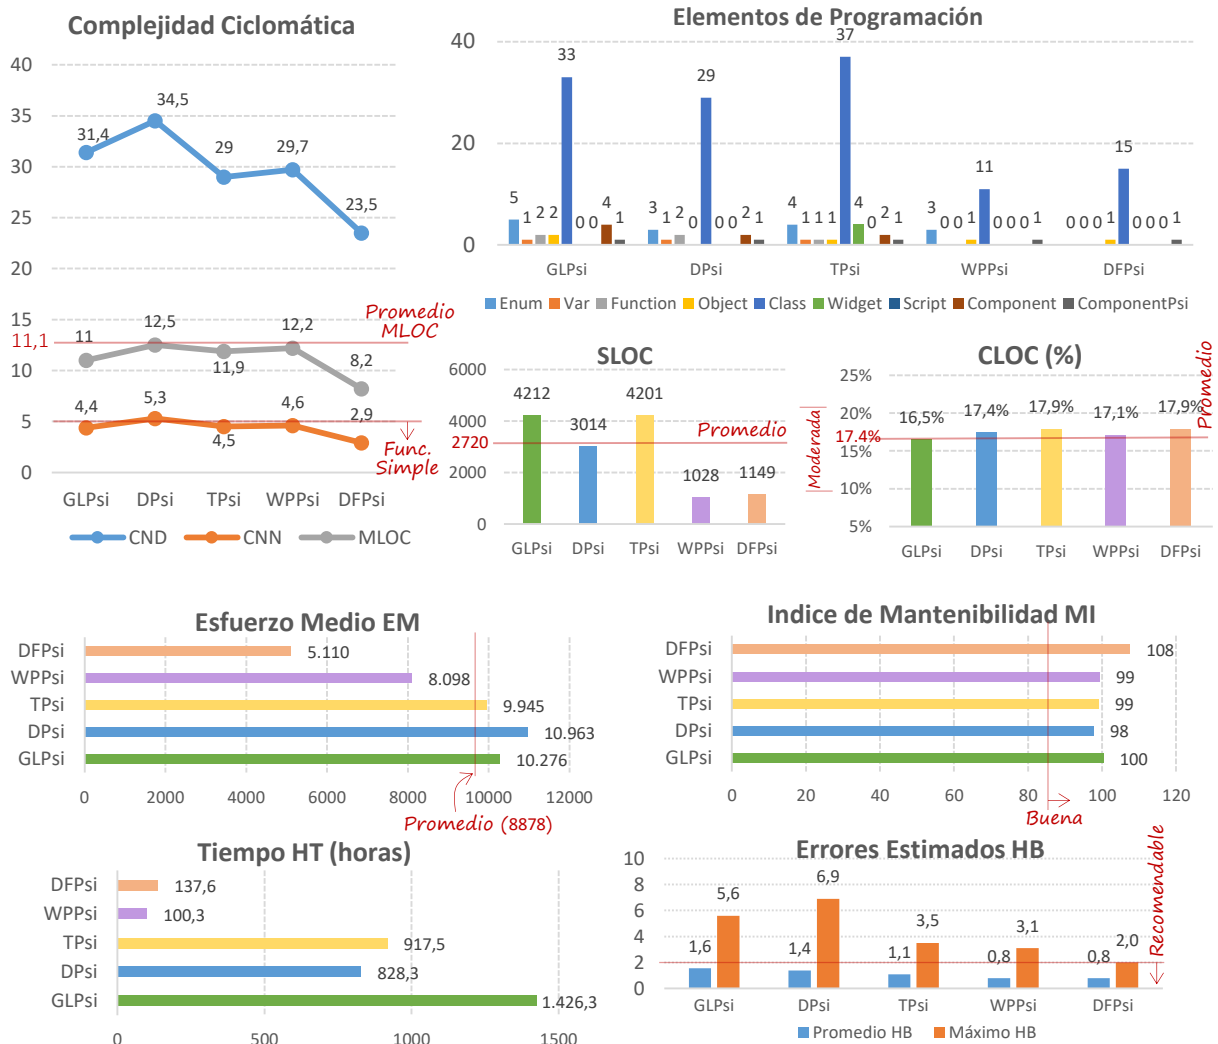 Complejidad Ciclomática
40
35
30
25
20
15
10
5
0
31,4
34,5
29
29,7
23,5
Promedio
MLOC
11,1
11
12,5
11,9
12,2
8,2
4,4
5,3
4,5
4,6
2,9
Func.
Simple
GLPsi DPsi TPsi WPPsi DFPsi
CND CNN MLOC
Elementos de Programación
40
20
0
5 1 2 2 33 0 0 4 1
3 1 2 0 29 0 0 2 1
4 1 1 1 37 4 0 2 1
3 0 0 1 11 0 0 0 1
0 0 0 1 15 0 0 0 1
GLPsi DPsi TPsi WPPsi DFPsi
Enum Var Function Object Class Widget Script Component ComponentPsi
SLOC
6000
4000
2720
2000
0
4212
3014
4201
1028
1149
Promedio
GLPsi DPsi TPsi WPPsi DFPsi
CLOC (%)
25%
20%
17.4%
15%
10%
5%
Moderada
16,5%
17,4%
17,9%
17,1%
17,9%
Promedio
GLPsi DPsi TPsi WPPsi DFPsi
Esfuerzo Medio EM
DFPsi 5.110
WPPsi 8.098
TPsi 9.945
DPsi 10.963
GLPsi 10.276
0 2000 4000 6000 8000 10000 12000
Promedio (8878)
Indice de Mantenibilidad MI
DFPsi 108
WPPsi 99
TPsi 99
DPsi 98
GLPsi 100
0 20 40 60 80 100 120
Buena
Tiempo HT (horas)
DFPsi 137,6
WPPsi 100,3
TPsi 917,5
DPsi 828,3
GLPsi 1.426,3
0 500 1000 1500
Errores Estimados HB
10
8
6
4
2
0
1,6 5,6
1,4 6,9
1,1 3,5
0,8 3,1
0,8 2,0
Recomendable
GLPsi DPsi TPsi WPPsi DFPsi
Promedio HB Máximo HB